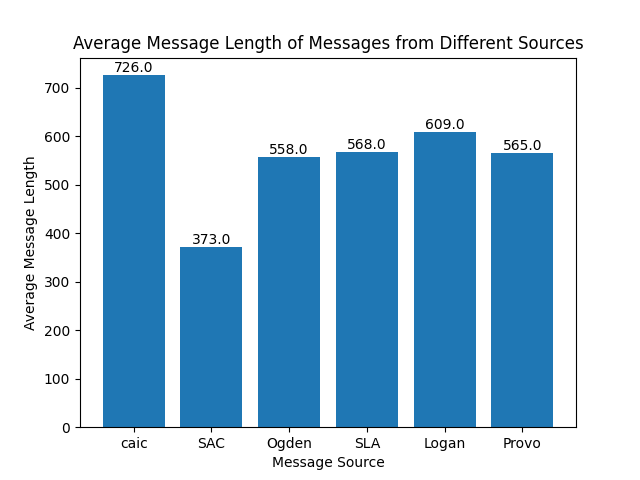 Average Message Length of Messages from Different Sources
Average Message Length
700
600
500
400
300
200
100
0
726.0
373.0
558.0
568.0
609.0
565.0
caic
SAC
Ogden
SLA
Logan
Provo
Message Source